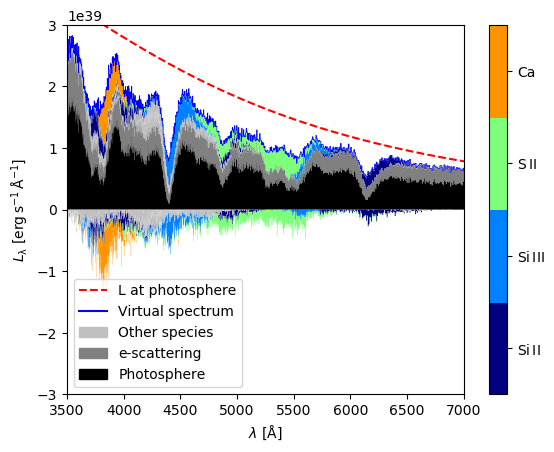 1e39
3
2
1
0
−1
−2
−3
L_λ [erg s⁻¹ Å⁻¹]
L at photosphere
Virtual spectrum
Other species
e-scattering
Photosphere
3500 4000 4500 5000 5500 6000 6500 7000
λ [Å]
Ca
S II
Si III
Si II